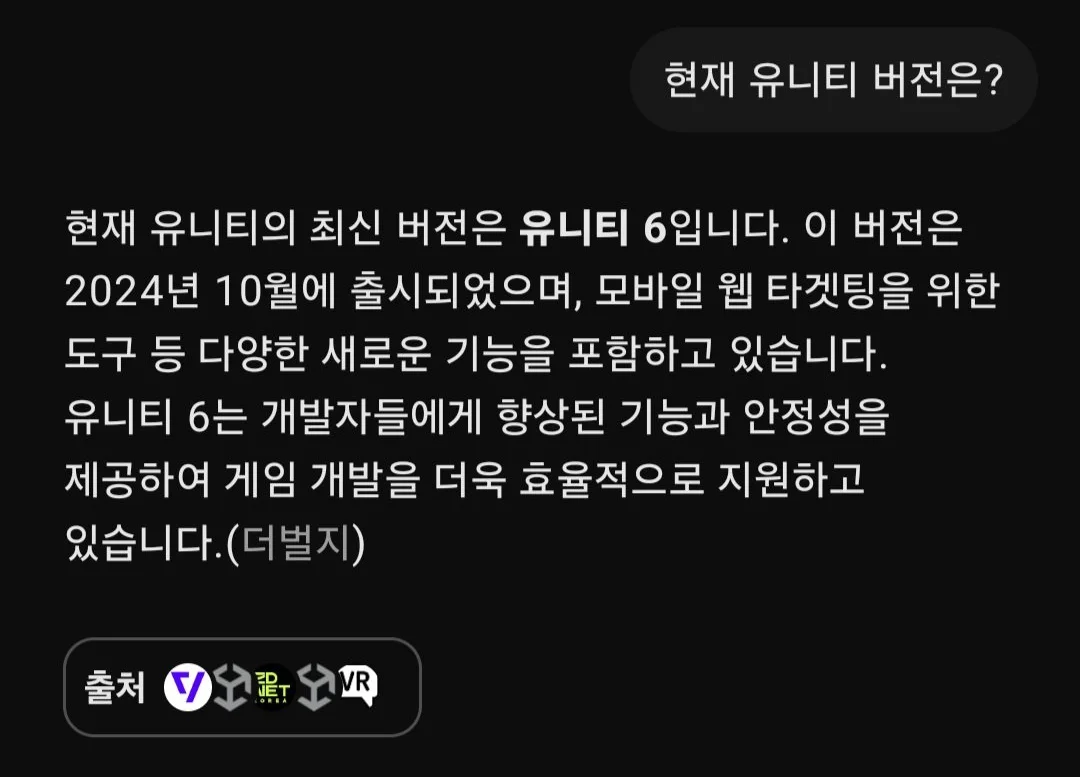 현재 유니티 버전은?
현재 유니티의 최신 버전은 유니티 6입니다. 이 버전은
2024년 10월에 출시되었으며, 모바일 웹 타겟팅을 위한
도구 등 다양한 새로운 기능을 포함하고 있습니다.
유니티 6는 개발자들에게 향상된 기능과 안정성을
제공하여 게임 개발을 더욱 효율적으로 지원하고
있습니다.(더벌지)
출처 ZD NET KOREA VR